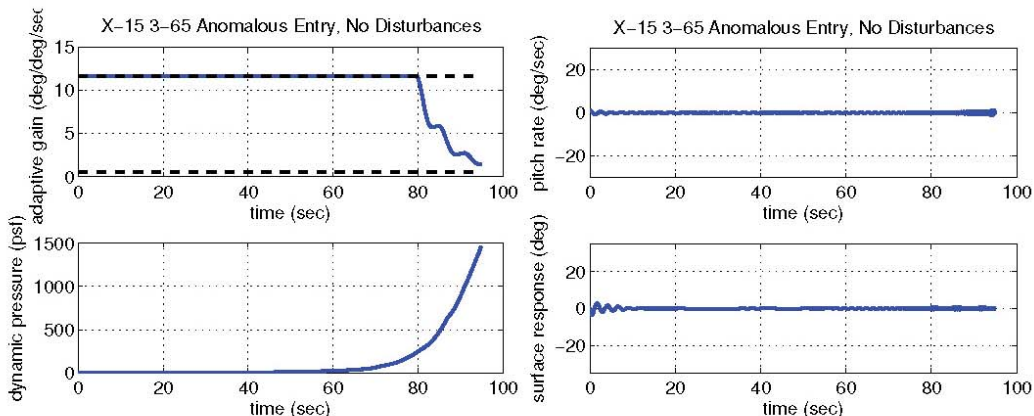 X-15 3-65 Anomalous Entry, No Disturbances
adaptive gain (deg/deg/sec
15
10
5
0
0 20 40 60 80 100
time (sec)
X-15 3-65 Anomalous Entry, No Disturbances
pitch rate (deg/sec)
20
0
-20
0 20 40 60 80 100
time (sec)
dynamic pressure (psf)
1500
1000
500
0
0 20 40 60 80 100
time (sec)
surface response (deg)
20
0
-20
0 20 40 60 80 100
time (sec)